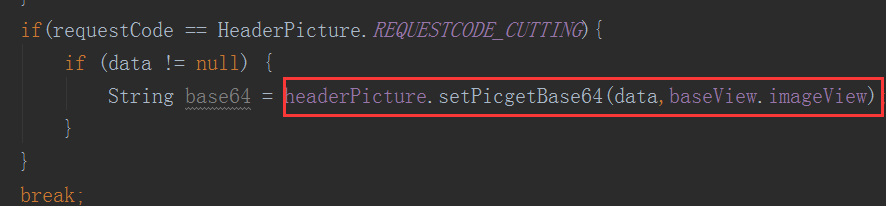 }
if(requestCode == HeaderPicture.REQUESTCODE_CUTTING){
if (data != null) {
String base64 = headerPicture.setPicgetBase64(data,baseView.imageView)
}
}
break;